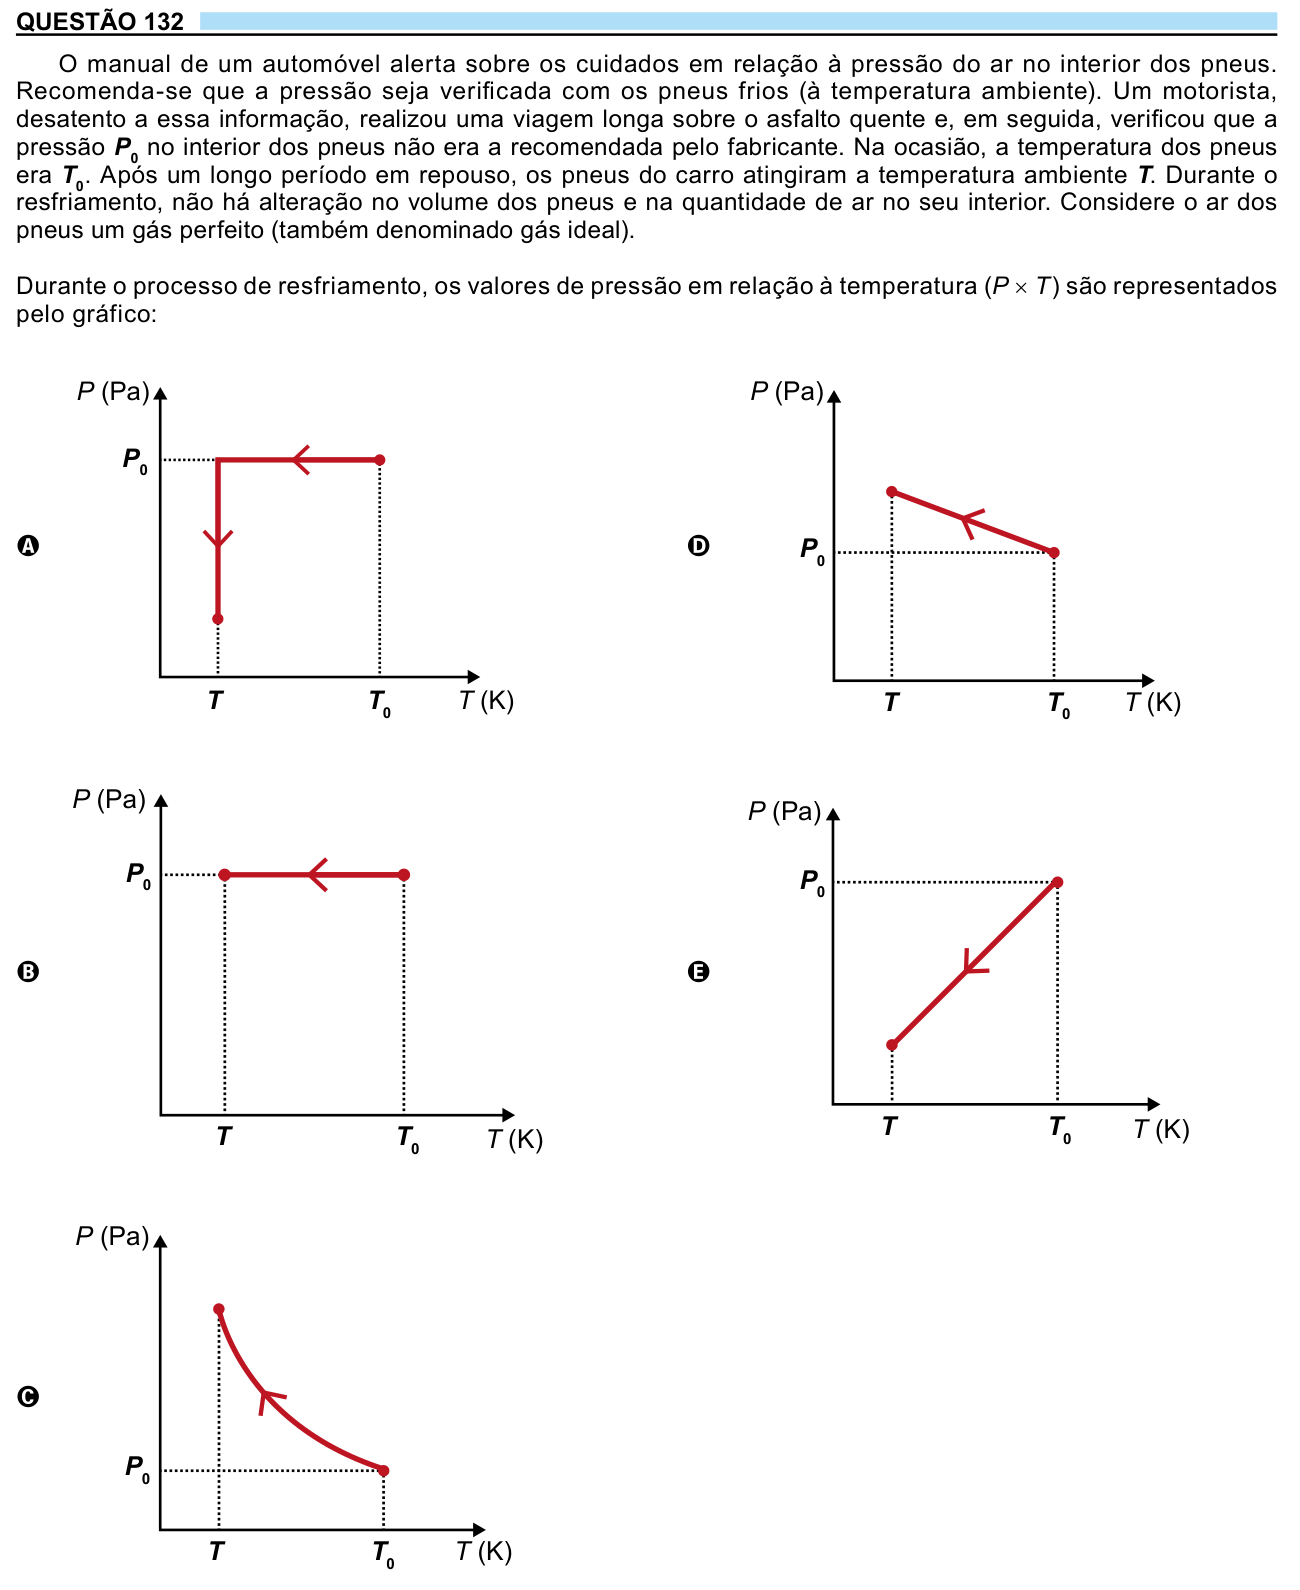 QUESTÃO 132
O manual de um automóvel alerta sobre os cuidados em relação à pressão do ar no interior dos pneus.
Recomenda-se que a pressão seja verificada com os pneus frios (à temperatura ambiente). Um motorista,
desatento a essa informação, realizou uma viagem longa sobre o asfalto quente e, em seguida, verificou que a
pressão P0 no interior dos pneus não era a recomendada pelo fabricante. Na ocasião, a temperatura dos pneus
era T0. Após um longo período em repouso, os pneus do carro atingiram a temperatura ambiente T. Durante o
resfriamento, não há alteração no volume dos pneus e na quantidade de ar no seu interior. Considere o ar dos
pneus um gás perfeito (também denominado gás ideal).
Durante o processo de resfriamento, os valores de pressão em relação à temperatura (P × T) são representados
pelo gráfico:
P (Pa)
P0
A
T T0 T (K)
P (Pa)
P0
B
T T0 T (K)
P (Pa)
P0
C
T T0 T (K)
P (Pa)
P0
D
T T0 T (K)
P (Pa)
P0
E
T T0 T (K)